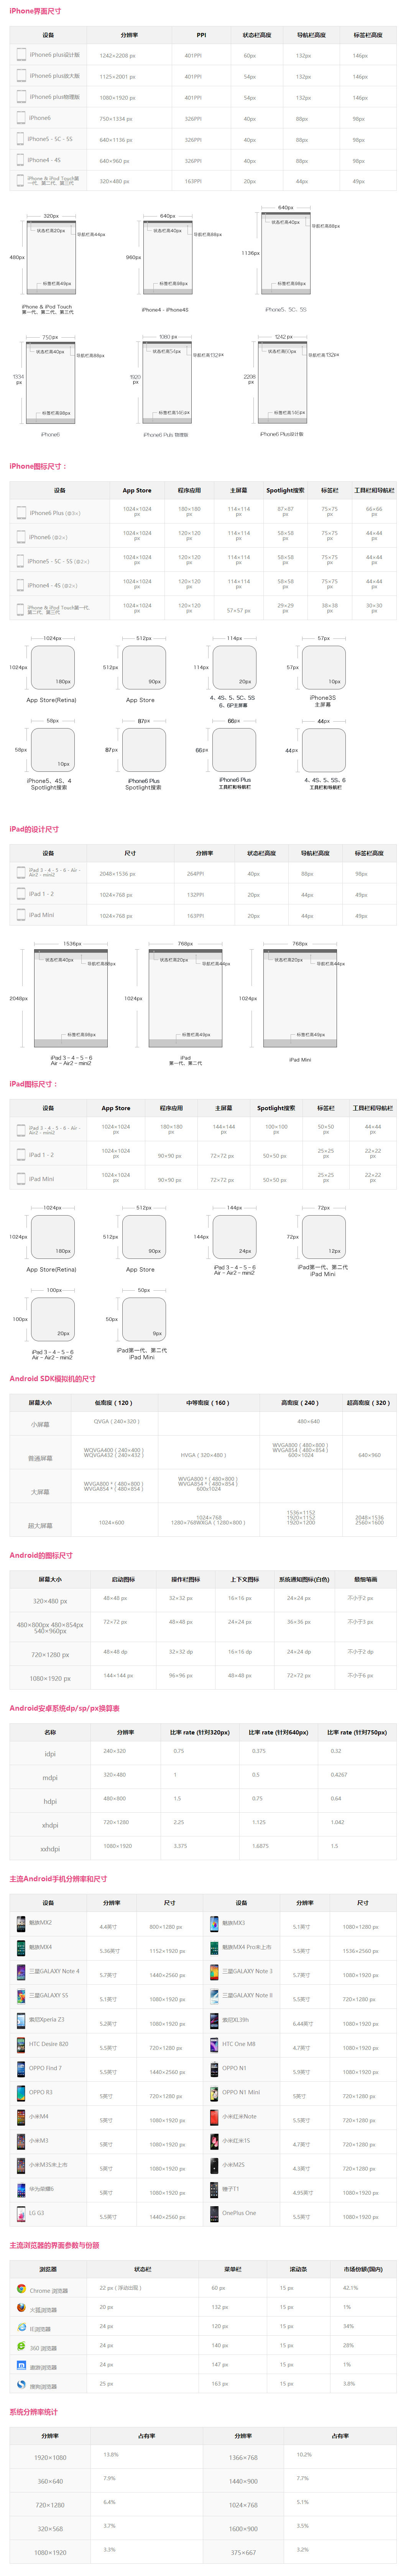 iPhone界面尺寸
设备 分辨率 PPI 状态栏高度 导航栏高度 标签栏高度
iPhone6 plus设计版 1242×2208 px 401PPI 60px 132px 146px
iPhone6 plus放大版 1125×2001 px 401PPI 54px 132px 146px
iPhone6 plus物理版 1080×1920 px 401PPI 54px 132px 146px
iPhone6 750×1334 px 326PPI 40px 88px 98px
iPhone5 - 5C - 5S 640×1136 px 326PPI 40px 88px 98px
iPhone4 - 4S 640×960 px 326PPI 40px 88px 98px
iPhone & iPod Touch第一代、第二代、第三代 320×480 px 163PPI 20px 44px 49px
320px
状态栏高20px
导航栏高44px
480px
标签栏高49px
iPhone & iPod Touch
第一代、第二代、第三代
640px
状态栏高40px
导航栏高88px
960px
标签栏高98px
iPhone4 - iPhone4S
640px
状态栏高40px
导航栏高88px
1136px
标签栏高98px
iPhone5、5C、5S
750px
状态栏高40px
导航栏高88px
1334
px
标签栏高98px
iPhone6
1080 px
导航栏高132px
1920
px
iPhone6 Plus 物理版
1242 px
导航栏高132px
2208
px
iPhone6 Plus设计版
iPhone图标尺寸：
设备 App Store 程序应用 主屏幕 Spotlight搜索 标签栏 工具栏和导航栏
iPhone6 Plus (@3×) 1024×1024 px 180×180 px 114×114 px 87×87 px 75×75 px 66×66 px
iPhone6 (@2×) 1024×1024 px 120×120 px 114×114 px 58×58 px 75×75 px 44×44 px
iPhone5 - 5C - 5S (@2×) 1024×1024 px 120×120 px 114×114 px 58×58 px 75×75 px 44×44 px
iPhone4 - 4S (@2×) 1024×1024 px 120×120 px 114×114 px 58×58 px 75×75 px 44×44 px
iPhone & iPod Touch第一代、第二代、第三代 1024×1024 px 120×120 px 57×57 px 29×29 px 38×38 px 30×30 px
1024px
1024px
180px
App Store(Retina)
512px
512px
90px
App Store
114px
114px
20px
4、4S、5、5C、5S
6、6P主屏幕
57px
57px
10px
iPhone3S
主屏幕
58px
58px
10px
iPhone5、4S、4
Spotlight搜索
87px
87px
iPhone6 Plus
Spotlight搜索
66px
66px
iPhone6 Plus
工具栏和导航栏
44px
44px
4、4S、5、5S、6
工具栏和导航栏
iPad的设计尺寸
设备 尺寸 分辨率 状态栏高度 导航栏高度 标签栏高度
iPad 3 - 4 - 5 - 6 - Air - Air2 - mini2 2048×1536 px 264PPI 40px 88px 98px
iPad 1 - 2 1024×768 px 132PPI 20px 44px 49px
iPad Mini 1024×768 px 163PPI 20px 44px 49px
1536px
状态栏高40px
导航栏高88px
2048px
标签栏高98px
iPad 3 - 4 - 5 - 6
Air - Air2 - mini2
768px
状态栏高20px
导航栏高44px
1024px
标签栏高49px
iPad
第一代、第二代
768px
状态栏高20px
导航栏高44px
1024px
标签栏高49px
iPad Mini
iPad图标尺寸：
设备 App Store 程序应用 主屏幕 Spotlight搜索 标签栏 工具栏和导航栏
iPad 3 - 4 - 5 - 6 - Air - Air2 - mini2 1024×1024 px 180×180 px 144×144 px 100×100 px 50×50 px 44×44 px
iPad 1 - 2 1024×1024 px 90×90 px 72×72 px 50×50 px 25×25 px 22×22 px
iPad Mini 1024×1024 px 90×90 px 72×72 px 50×50 px 25×25 px 22×22 px
1024px
1024px
180px
App Store(Retina)
512px
512px
90px
App Store
144px
144px
24px
iPad 3 - 4 - 5 - 6
Air - Air2 - mini2
72px
72px
12px
iPad第一代、第二代
iPad Mini
100px
100px
20px
iPad 3 - 4 - 5 - 6
Air - Air2 - mini2
50px
50px
9px
iPad第一代、第二代
iPad Mini
Android SDK模拟机的尺寸
屏幕大小 低密度（120） 中等密度（160） 高密度（240） 超高密度（320）
小屏幕 QVGA（240×320） 480×640
普通屏幕 WQVGA400（240×400） WQVGA432（240×432） HVGA（320×480） WVGA800（480×800） WVGA854（480×854） 600×1024 640×960
大屏幕 WVGA800 *（480×800） WVGA854 *（480×854） WVGA800 *（480×800） WVGA854 *（480×854） 600x1024
超大屏幕 1024×600 1024×768 1280×768WXGA（1280×800） 1536×1152 1920×1152 1920×1200 2048×1536 2560×1600
Android的图标尺寸
屏幕大小 启动图标 操作栏图标 上下文图标 系统通知图标(白色) 最细笔画
320×480 px 48×48 px 32×32 px 16×16 px 24×24 px 不小于2 px
480×800px 480×854px 540×960px 72×72 px 48×48 px 24×24 px 36×36 px 不小于3 px
720×1280 px 48×48 dp 32×32 dp 16×16 dp 24×24 dp 不小于2 dp
1080×1920 px 144×144 px 96×96 px 48×48 px 72×72 px 不小于6 px
Android安卓系统dp/sp/px换算表
名称 分辨率 比率 rate (针对320px) 比率 rate (针对640px) 比率 rate (针对750px)
idpi 240×320 0.75 0.375 0.32
mdpi 320×480 1 0.5 0.4267
hdpi 480×800 1.5 0.75 0.64
xhdpi 720×1280 2.25 1.125 1.042
xxhdpi 1080×1920 3.375 1.6875 1.5
主流Android手机分辨率和尺寸
设备 分辨率 尺寸 设备 分辨率 尺寸
魅族MX2 4.4英寸 800×1280 px 魅族MX3 5.1英寸 1080×1280 px
魅族MX4 5.36英寸 1152×1920 px 魅族MX4 Pro未上市 5.5英寸 1536×2560 px
三星GALAXY Note 4 5.7英寸 1440×2560 px 三星GALAXY Note 3 5.7英寸 1080×1920 px
三星GALAXY S5 5.1英寸 1080×1920 px 三星GALAXY Note II 5.5英寸 720×1280 px
索尼Xperia Z3 5.2英寸 1080×1920 px 索尼XL39h 6.44英寸 1080×1920 px
HTC Desire 820 5.5英寸 720×1280 px HTC One M8 4.7英寸 1080×1920 px
OPPO Find 7 5.5英寸 1440×2560 px OPPO N1 5.9英寸 1080×1920 px
OPPO R3 5英寸 720×1280 px OPPO N1 Mini 5英寸 720×1280 px
小米M4 5英寸 1080×1920 px 小米红米Note 5.5英寸 720×1280 px
小米M3 5英寸 1080×1920 px 小米红米1S 4.7英寸 720×1280 px
小米M3S未上市 5英寸 1080×1920 px 小米M2S 4.3英寸 720×1280 px
华为荣耀6 5英寸 1080×1920 px 锤子T1 4.95英寸 1080×1920 px
LG G3 5.5英寸 1440×2560 px OnePlus One 5.5英寸 1080×1920 px
主流浏览器的界面参数与份额
浏览器 状态栏 菜单栏 滚动条 市场份额(国内)
Chrome 浏览器 22 px（浮动出现） 60 px 15 px 42.1%
火狐浏览器 20 px 132 px 15 px 1%
IE浏览器 24 px 120 px 15 px 34%
360 浏览器 24 px 140 px 15 px 28%
遨游浏览器 24 px 147 px 15 px 1%
搜狗浏览器 25 px 163 px 15 px 3.8%
系统分辨率统计
分辨率 占有率 分辨率 占有率
1920×1080 13.8% 1366×768 10.2%
360×640 7.9% 1440×900 7.7%
720×1280 6.4% 1024×768 5.1%
320×568 3.7% 1600×900 3.5%
1080×1920 3.3% 375×667 3.2%